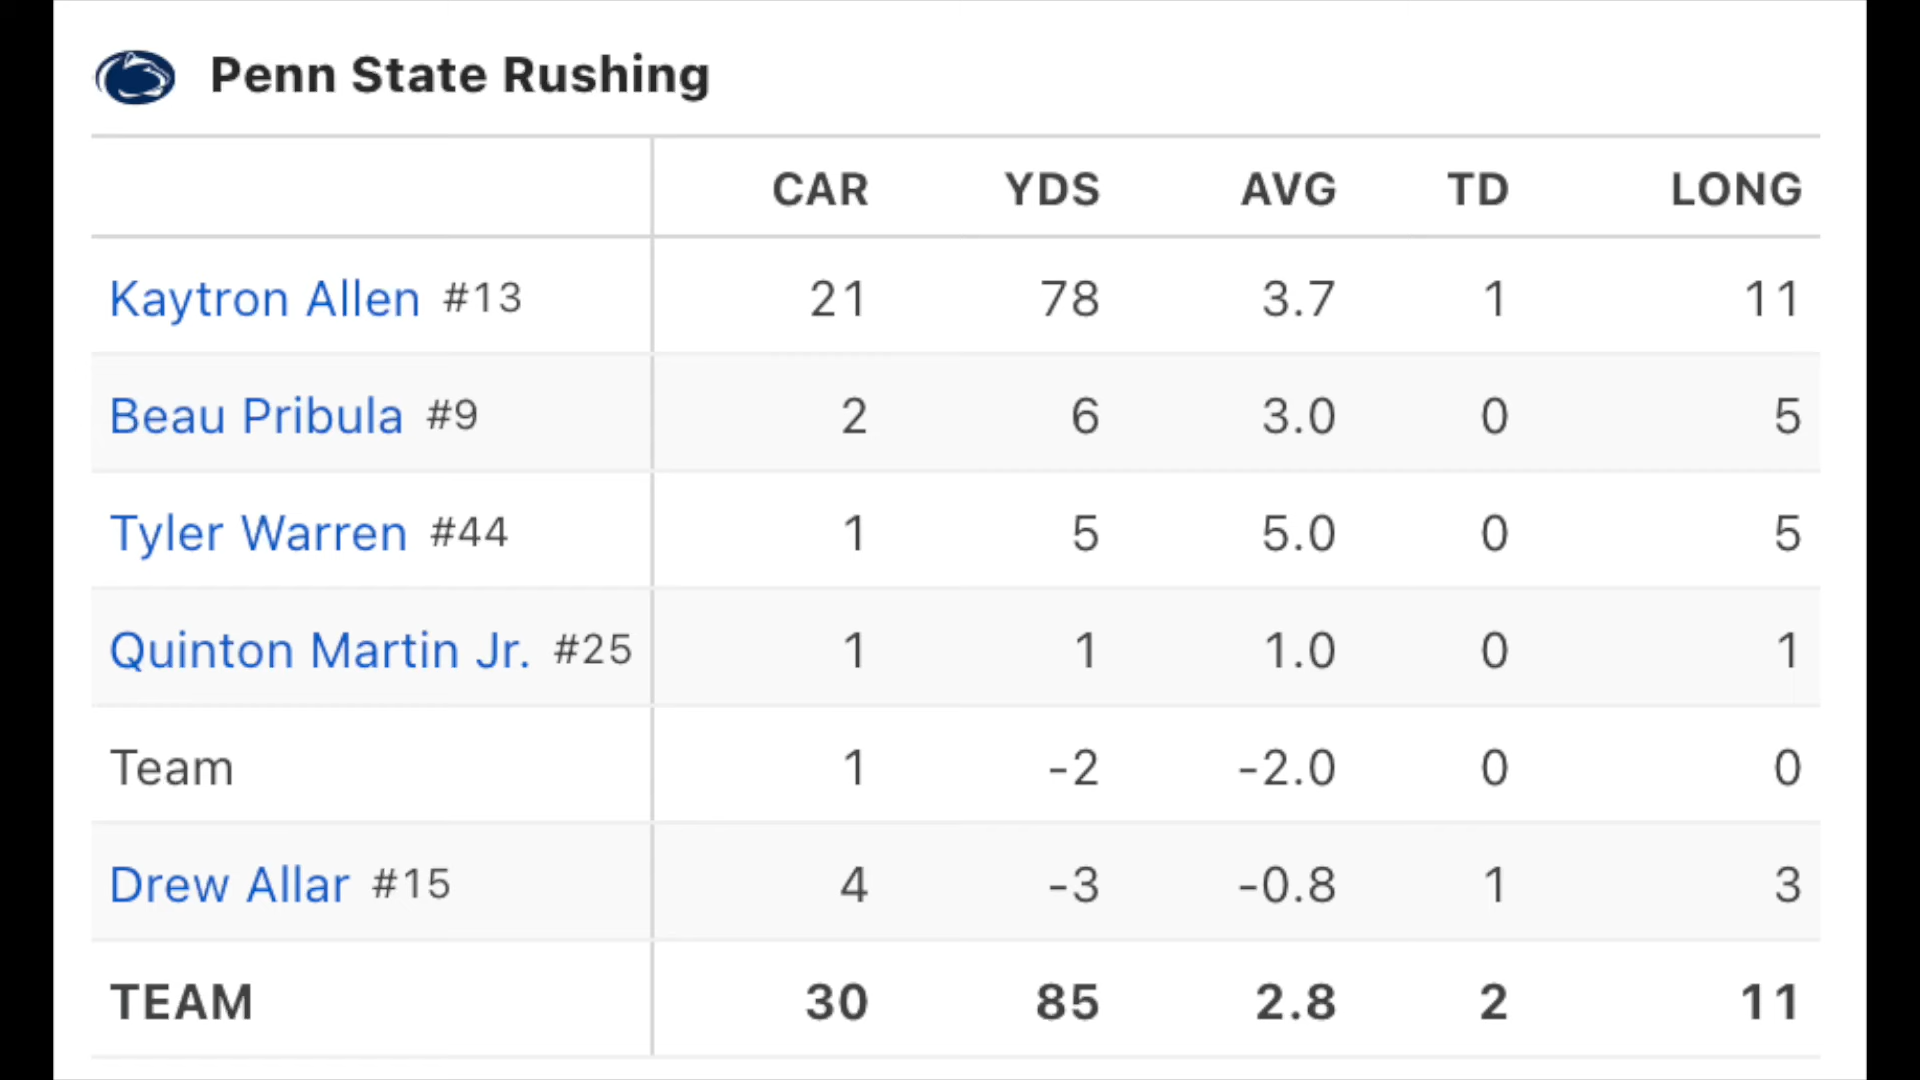 Penn State Rushing
CAR YDS AVG TD LONG
Kaytron Allen #13 21 78 3.7 1 11
Beau Pribula #9 2 6 3.0 0 5
Tyler Warren #44 1 5 5.0 0 5
Quinton Martin Jr. #25 1 1 1.0 0 1
Team 1 -2 -2.0 0 0
Drew Allar #15 4 -3 -0.8 1 3
TEAM 30 85 2.8 2 11